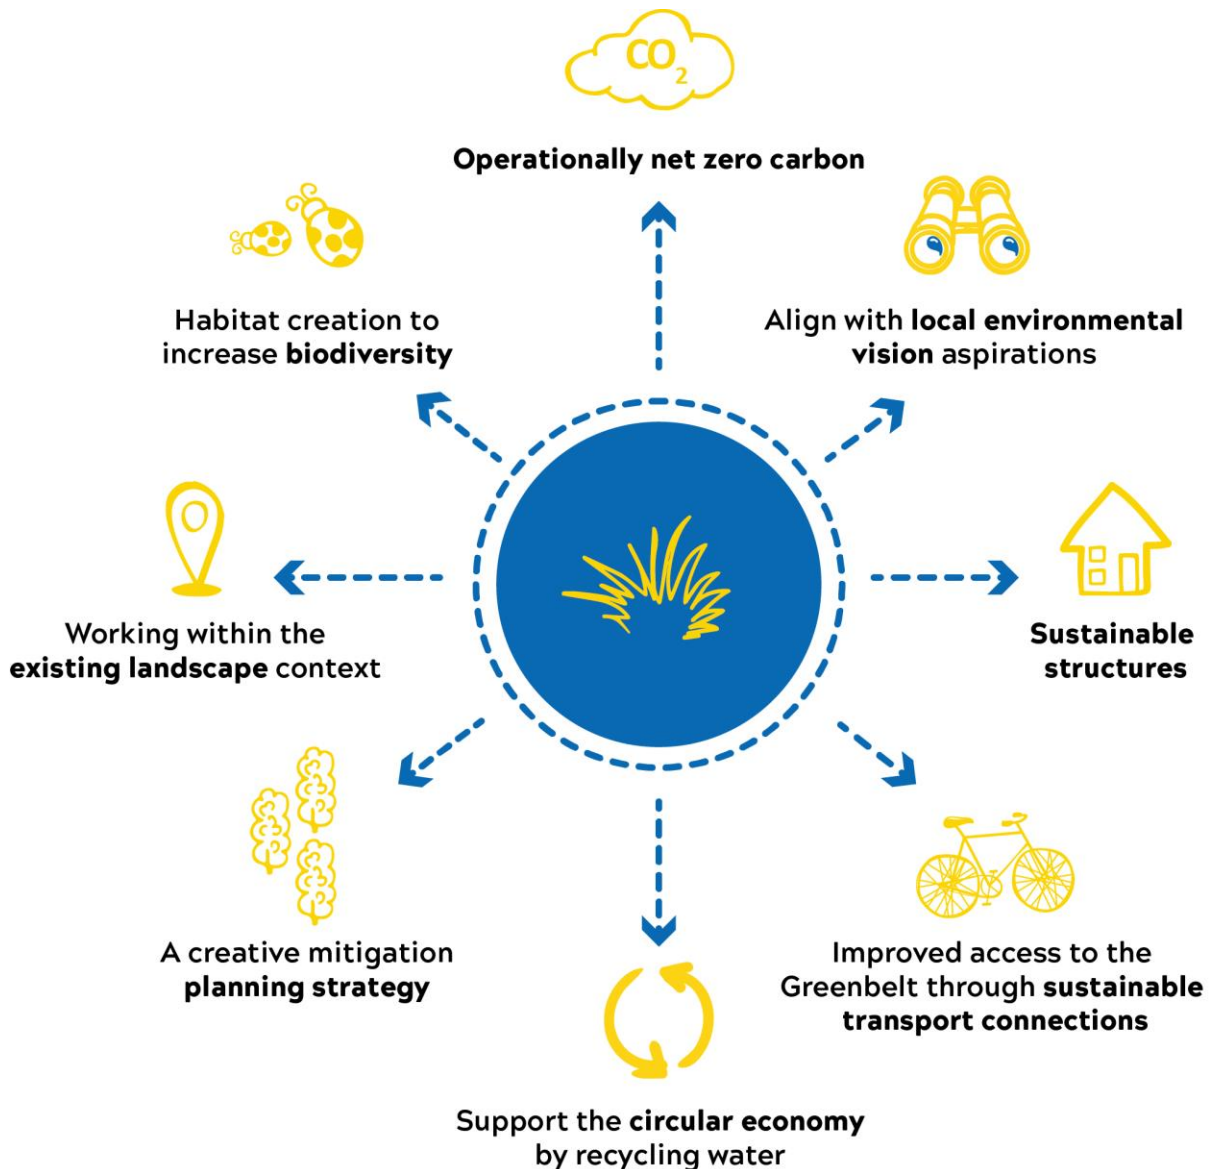 CO2
Operationally net zero carbon
Align with local environmental
vision aspirations
Sustainable
structures
Improved access to the
Greenbelt through sustainable
transport connections
Support the circular economy
by recycling water
A creative mitigation
planning strategy
Working within the
existing landscape context
Habitat creation to
increase biodiversity